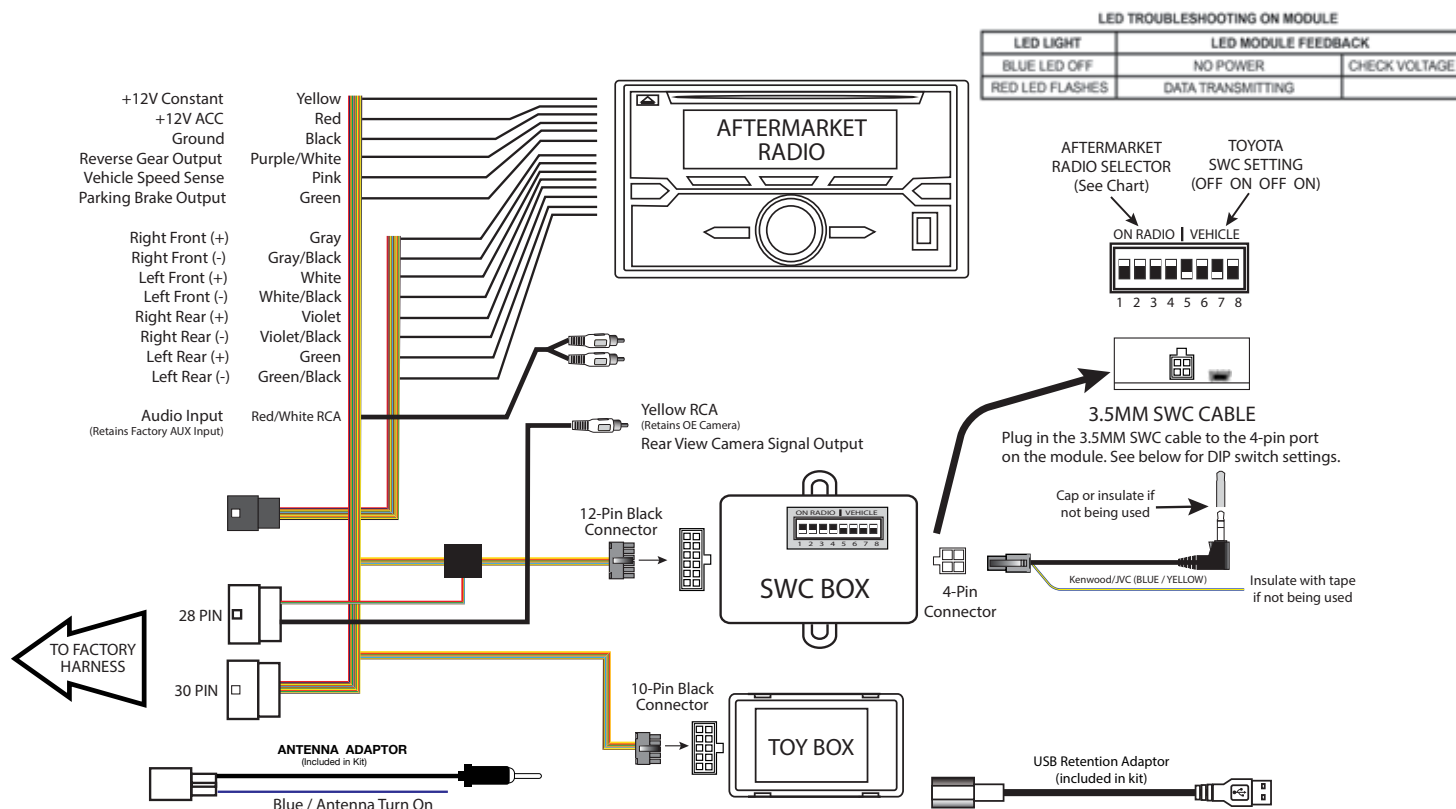 LED TROUBLESHOOTING ON MODULE
LED LIGHT LED MODULE FEEDBACK
BLUE LED OFF NO POWER CHECK VOLTAGE
RED LED FLASHES DATA TRANSMITTING
+12V Constant Yellow
+12V ACC Red
Ground Black
Reverse Gear Output Purple/White
Vehicle Speed Sense Pink
Parking Brake Output Green
Right Front (+) Gray
Right Front (-) Gray/Black
Left Front (+) White
Left Front (-) White/Black
Right Rear (+) Violet
Right Rear (-) Violet/Black
Left Rear (+) Green
Left Rear (-) Green/Black
Audio Input Red/White RCA
(Retains Factory AUX Input)
AFTERMARKET
RADIO
AFTERMARKET
RADIO SELECTOR
(See Chart)
TOYOTA
SWC SETTING
(OFF ON OFF ON)
ON RADIO | VEHICLE
1 2 3 4 5 6 7 8
3.5MM SWC CABLE
Plug in the 3.5MM SWC cable to the 4-pin port
on the module. See below for DIP switch settings.
Yellow RCA
(Retains OE Camera)
Rear View Camera Signal Output
Cap or insulate if
not being used
12-Pin Black
Connector
ON RADIO | VEHICLE
1 2 3 4 5 6 7 8
SWC BOX
4-Pin
Connector
Kenwood/JVC (BLUE / YELLOW)
Insulate with tape
if not being used
28 PIN
TO FACTORY
HARNESS
30 PIN
10-Pin Black
Connector
TOY BOX
ANTENNA ADAPTOR
(Included in Kit)
Blue / Antenna Turn On
USB Retention Adaptor
(included in kit)